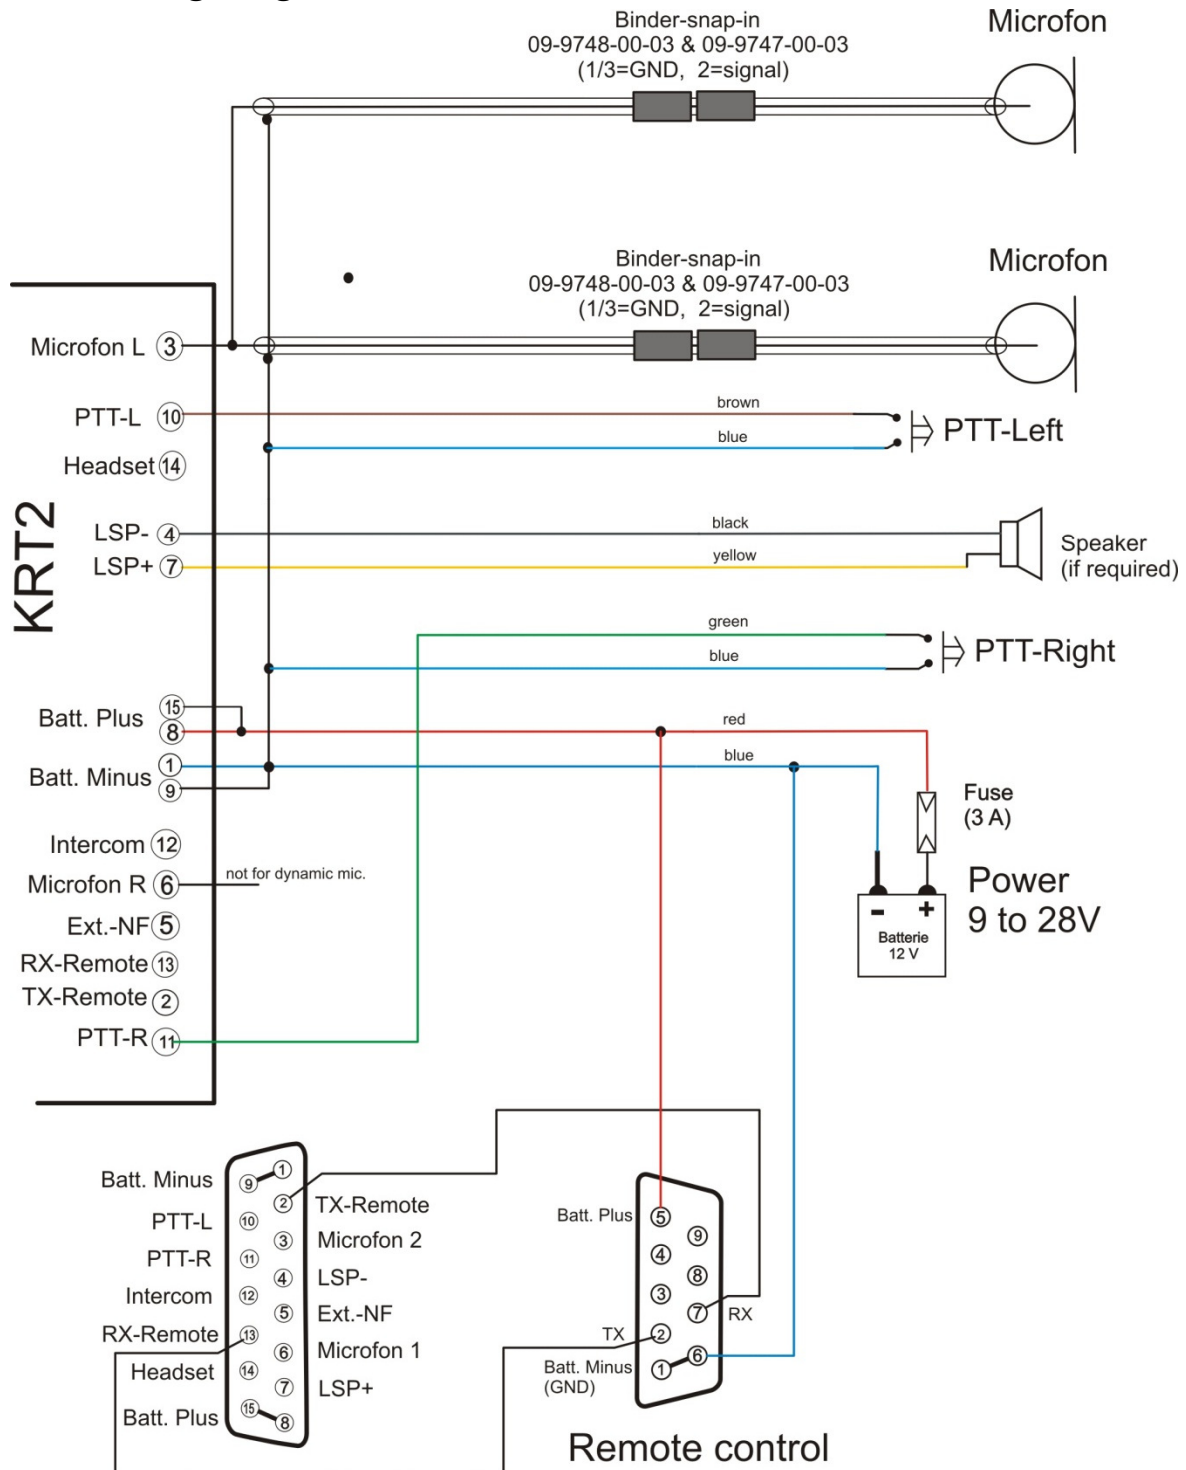 Binder-snap-in
09-9748-00-03 & 09-9747-00-03
(1/3=GND, 2=signal)
Microfon
Binder-snap-in
09-9748-00-03 & 09-9747-00-03
(1/3=GND, 2=signal)
Microfon
KRT2
Microfon L 3
PTT-L 10
brown
blue
PTT-Left
Headset 14
LSP- 4
black
LSP+ 7
yellow
Speaker
(if required)
green
blue
PTT-Right
15
Batt. Plus
8
red
1
blue
Batt. Minus
9
Fuse
(3 A)
Intercom 12
Microfon R 6
not for dynamic mic.
Power
9 to 28V
- +
Batterie
12 V
Ext.-NF 5
RX-Remote 13
TX-Remote 2
PTT-R 11
Batt. Minus 9 1
2 TX-Remote
PTT-L 10
3 Microfon 2
PTT-R 11
4 LSP-
Intercom 12
5 Ext.-NF
RX-Remote 13
6 Microfon 1
Headset 14
7 LSP+
Batt. Plus 15 8
Batt. Plus 5
9
4
8
3
7 RX
TX 2
6
Batt. Minus 1
(GND)
Remote control